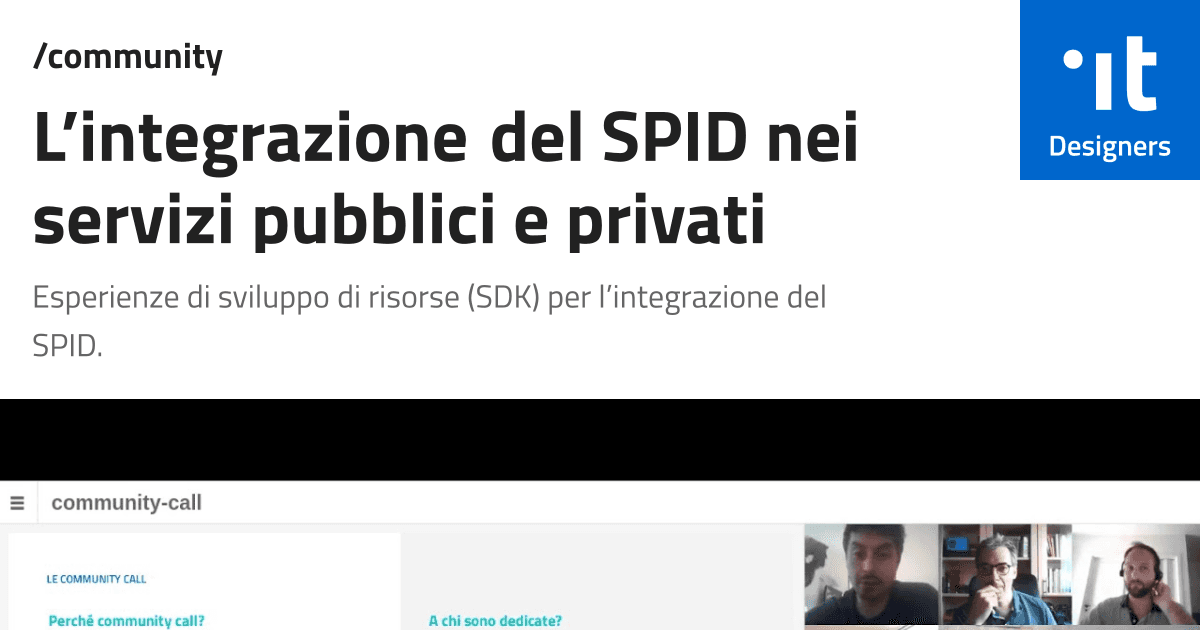 /community
L’integrazione del SPID nei
servizi pubblici e privati
Esperienze di sviluppo di risorse (SDK) per l’integrazione del
SPID.
it
Designers
community-call
LE COMMUNITY CALL
Perché community call?
A chi sono dedicate?